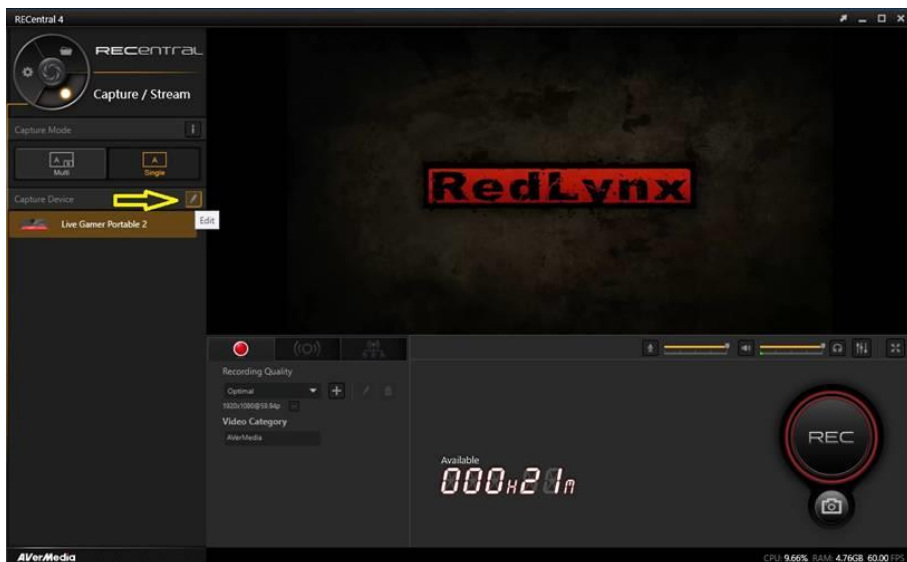 RECentral 4
RECENTRAL
Capture / Stream
Capture Mode
A
Multi
A
Single
Capture Device
Edit
Live Gamer Portable 2
RedLynx
Recording Quality
Optimal
1920x1080@59.94p
Video Category
AVerMedia
Available
000H21m
REC
AVerMedia
CPU: 9.66% RAM: 4.76GB 60.00 FPS